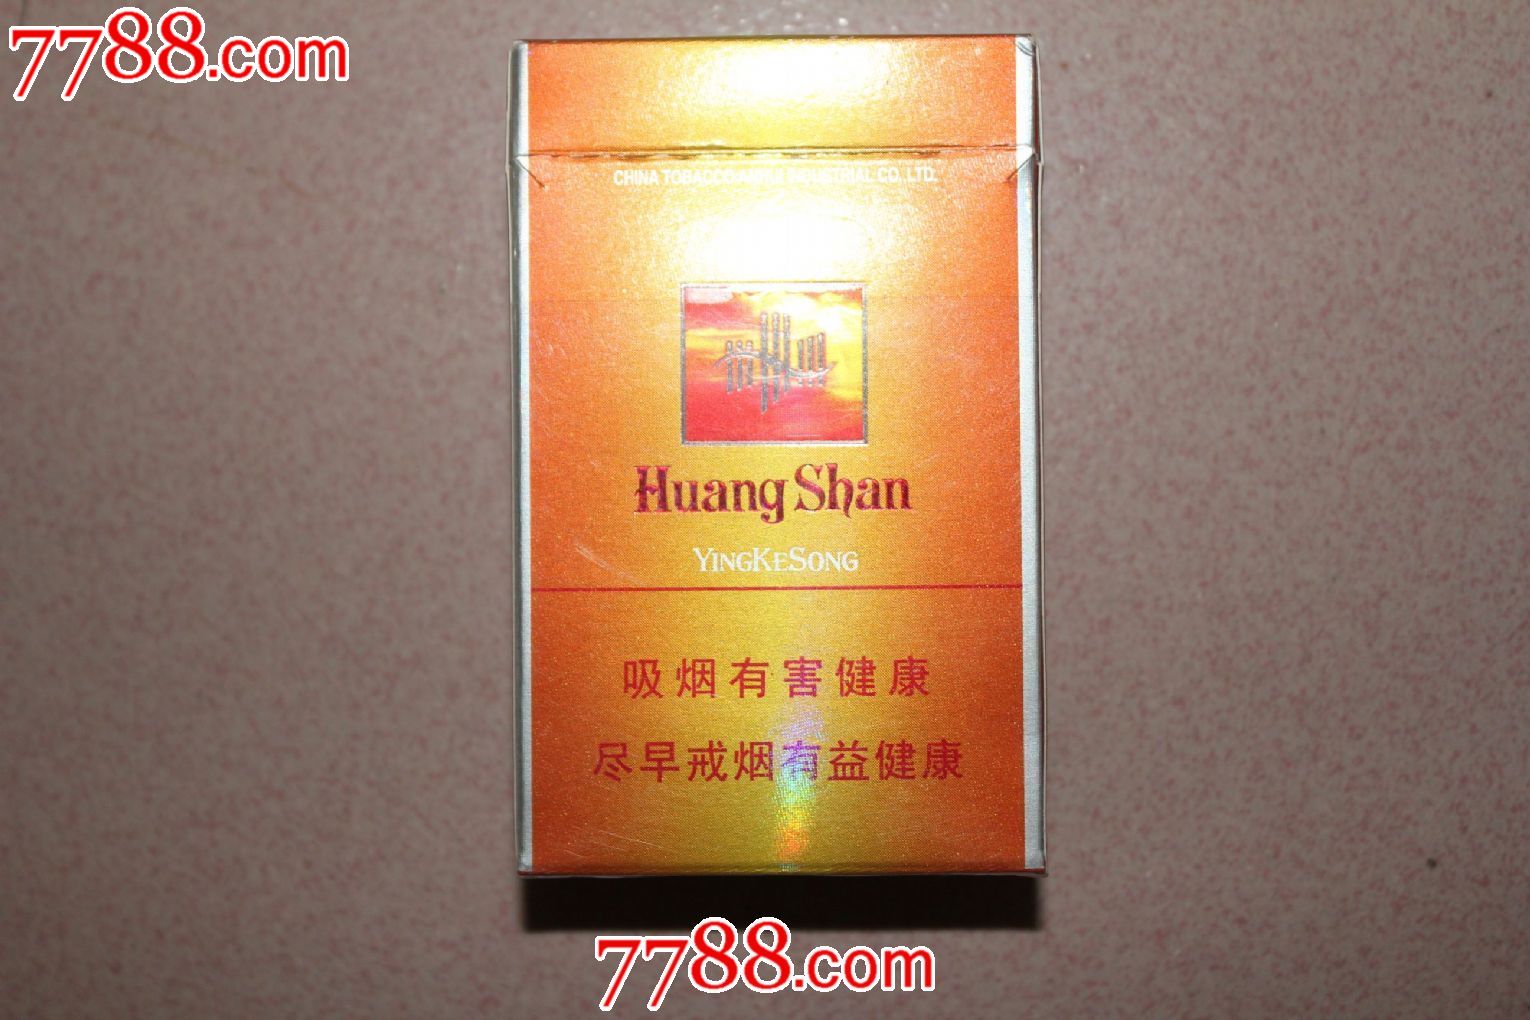 7788.com
CHINA TOBACCO ANHUI INDUSTRIAL CO.,LTD.
Huang Shan
YINGKESONG
吸烟有害健康
尽早戒烟有益健康
7788.com